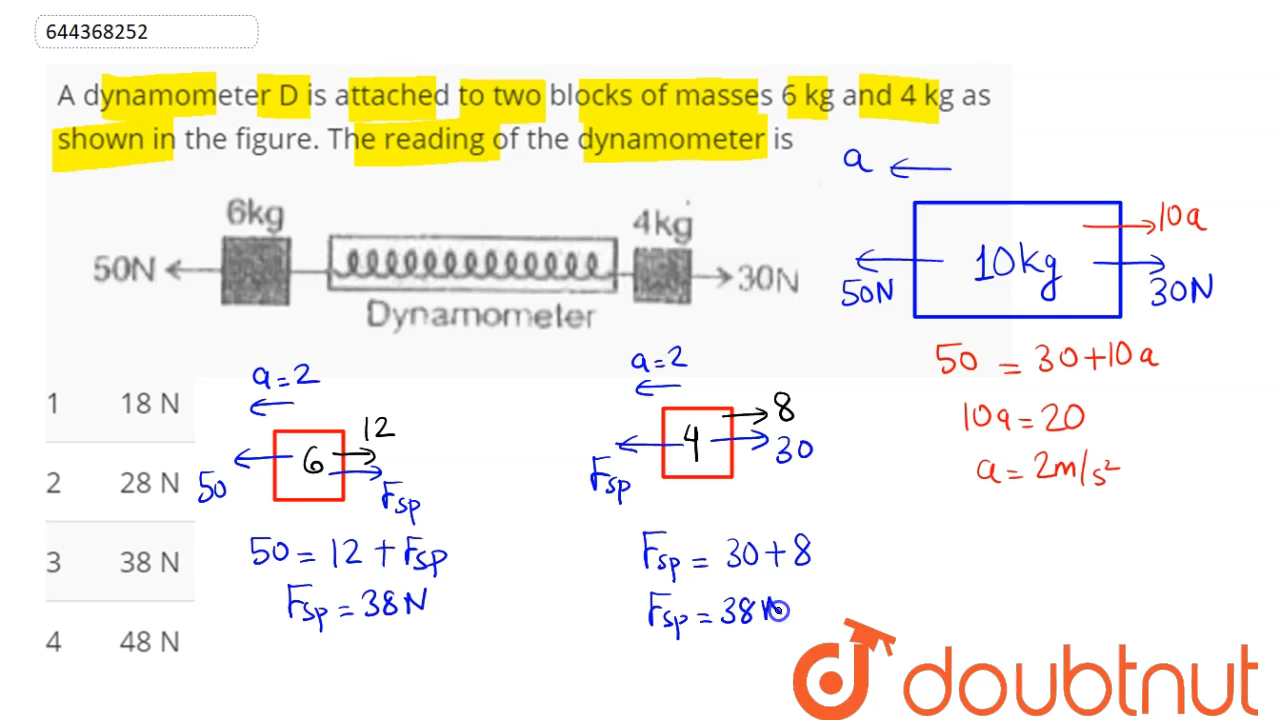 644368252
A dynamometer D is attached to two blocks of masses 6 kg and 4 kg as
shown in the figure. The reading of the dynamometer is
a
6kg
4kg
50N
30N
Dynamometer
10a
10kg
50N
30N
50 = 30+10a
10a = 20
a = 2m/s²
1 18 N
2 28 N
3 38 N
4 48 N
a = 2
6
12
50
Fsp
50 = 12 + Fsp
Fsp = 38N
a = 2
4
8
30
Fsp
Fsp = 30 + 8
Fsp = 38N
doubtnut